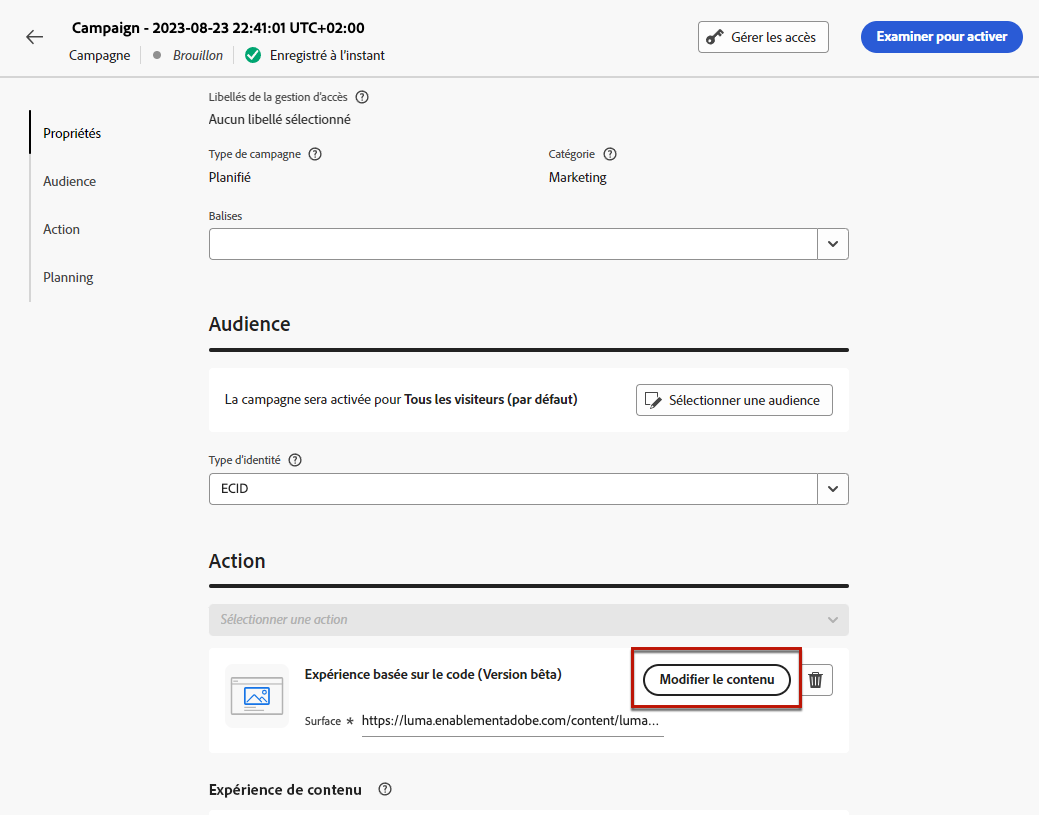 Campaign - 2023-08-23 22:41:01 UTC+02:00
Campagne
Brouillon
Enregistré à l'instant
Gérer les accès
Examiner pour activer
Propriétés
Audience
Action
Planning
Libellés de la gestion d'accès
Aucun libellé sélectionné
Type de campagne
Planifié
Catégorie
Marketing
Balises
Audience
La campagne sera activée pour Tous les visiteurs (par défaut)
Sélectionner une audience
Type d'identité
ECID
Action
Sélectionner une action
Expérience basée sur le code (Version bêta)
Modifier le contenu
Surface * https://luma.enablementadobe.com/content/luma...
Expérience de contenu